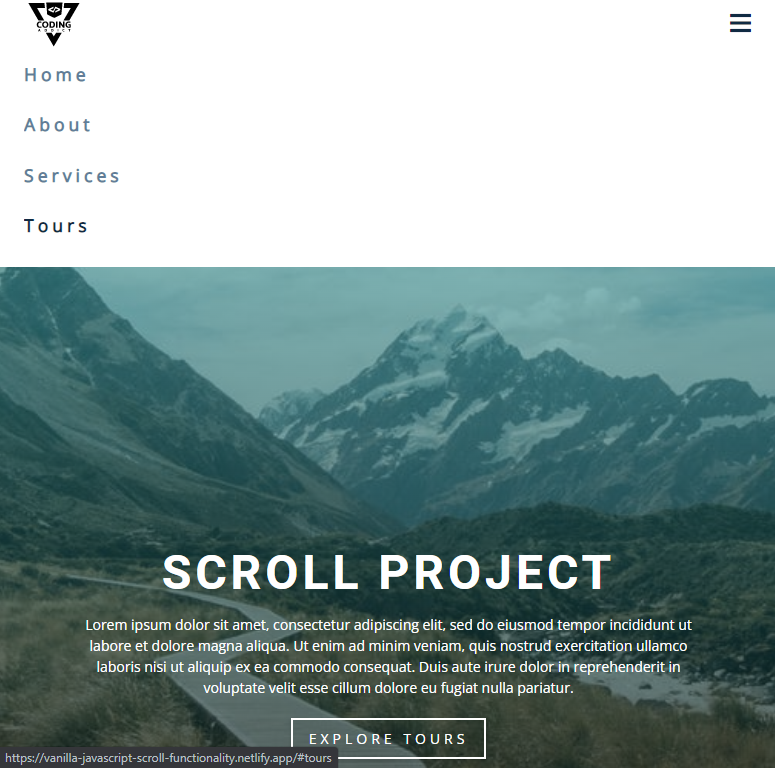 </>
CODING
ADDICT
Home
About
Services
Tours
SCROLL PROJECT
Lorem ipsum dolor sit amet, consectetur adipiscing elit, sed do eiusmod tempor incididunt ut
labore et dolore magna aliqua. Ut enim ad minim veniam, quis nostrud exercitation ullamco
laboris nisi ut aliquip ex ea commodo consequat. Duis aute irure dolor in reprehenderit in
voluptate velit esse cillum dolore eu fugiat nulla pariatur.
EXPLORE TOURS
https://vanilla-javascript-scroll-functionality.netlify.app/#tours